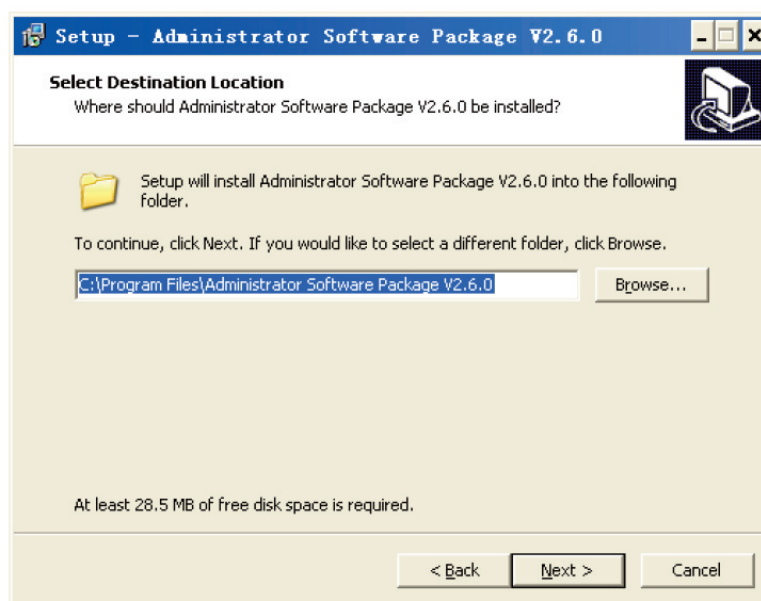 Setup - Administrator Software Package V2.6.0
Select Destination Location
Where should Administrator Software Package V2.6.0 be installed?
Setup will install Administrator Software Package V2.6.0 into the following
folder.
To continue, click Next. If you would like to select a different folder, click Browse.
C:\Program Files\Administrator Software Package V2.6.0
Browse...
At least 28.5 MB of free disk space is required.
< Back
Next >
Cancel